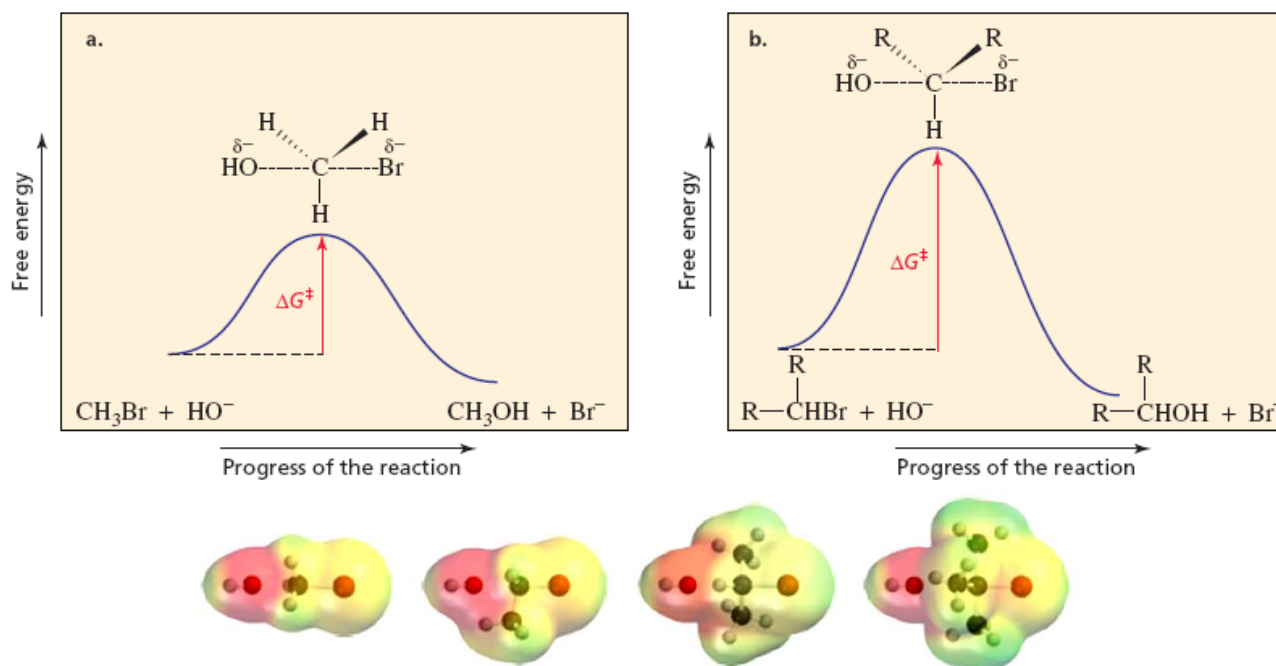 a.
H
H
δ−
δ−
HO-----C-----Br
H
ΔG‡
CH₃Br + HO⁻
CH₃OH + Br⁻
Free energy
Progress of the reaction
b.
R
R
δ−
δ−
HO-----C-----Br
H
ΔG‡
R
R—CHBr + HO⁻
R
R—CHOH + Br⁻
Free energy
Progress of the reaction